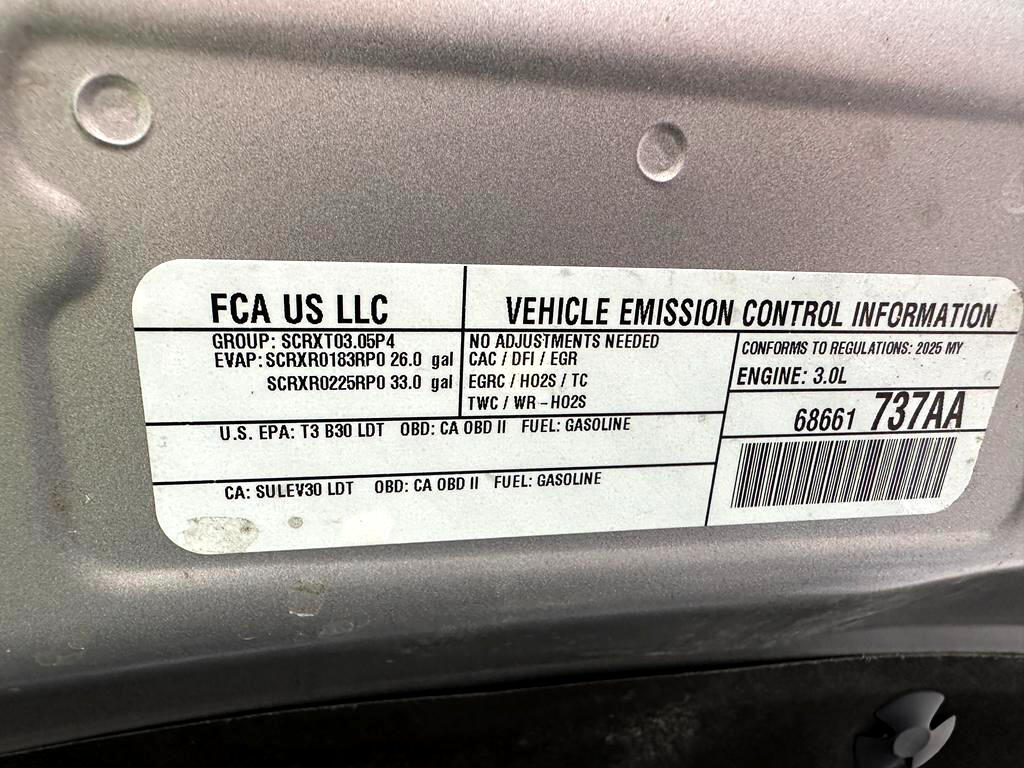 FCA US LLC
VEHICLE EMISSION CONTROL INFORMATION
GROUP: SCRXT03.05P4
EVAP: SCRXR0183RP0 26.0 gal
SCRXR0225RP0 33.0 gal
NO ADJUSTMENTS NEEDED
CAC / DFI / EGR
EGRC / HO2S / TC
TWC / WR-HO2S
CONFORMS TO REGULATIONS: 2025 MY
ENGINE: 3.0L
68661 737AA
U.S. EPA: T3 B30 LDT OBD: CA OBD II FUEL: GASOLINE
CA: SULEV30 LDT OBD: CA OBD II FUEL: GASOLINE